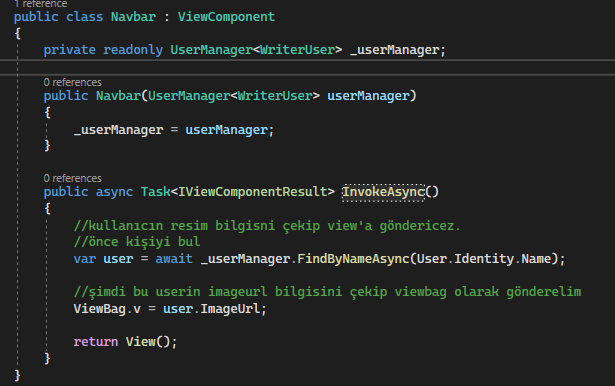 1 reference
public class Navbar : ViewComponent
{
private readonly UserManager<WriterUser> _userManager;
0 references
public Navbar(UserManager<WriterUser> userManager)
{
_userManager = userManager;
}
0 references
public async Task<IViewComponentResult> InvokeAsync()
{
//kullanıcın resim bilgisni çekip view'a göndericez.
//önce kişiyi bul
var user = await _userManager.FindByNameAsync(User.Identity.Name);
//şimdi bu userin imageurl bilgisini çekip viewbag olarak gönderelim
ViewBag.v = user.ImageUrl;
return View();
}
}